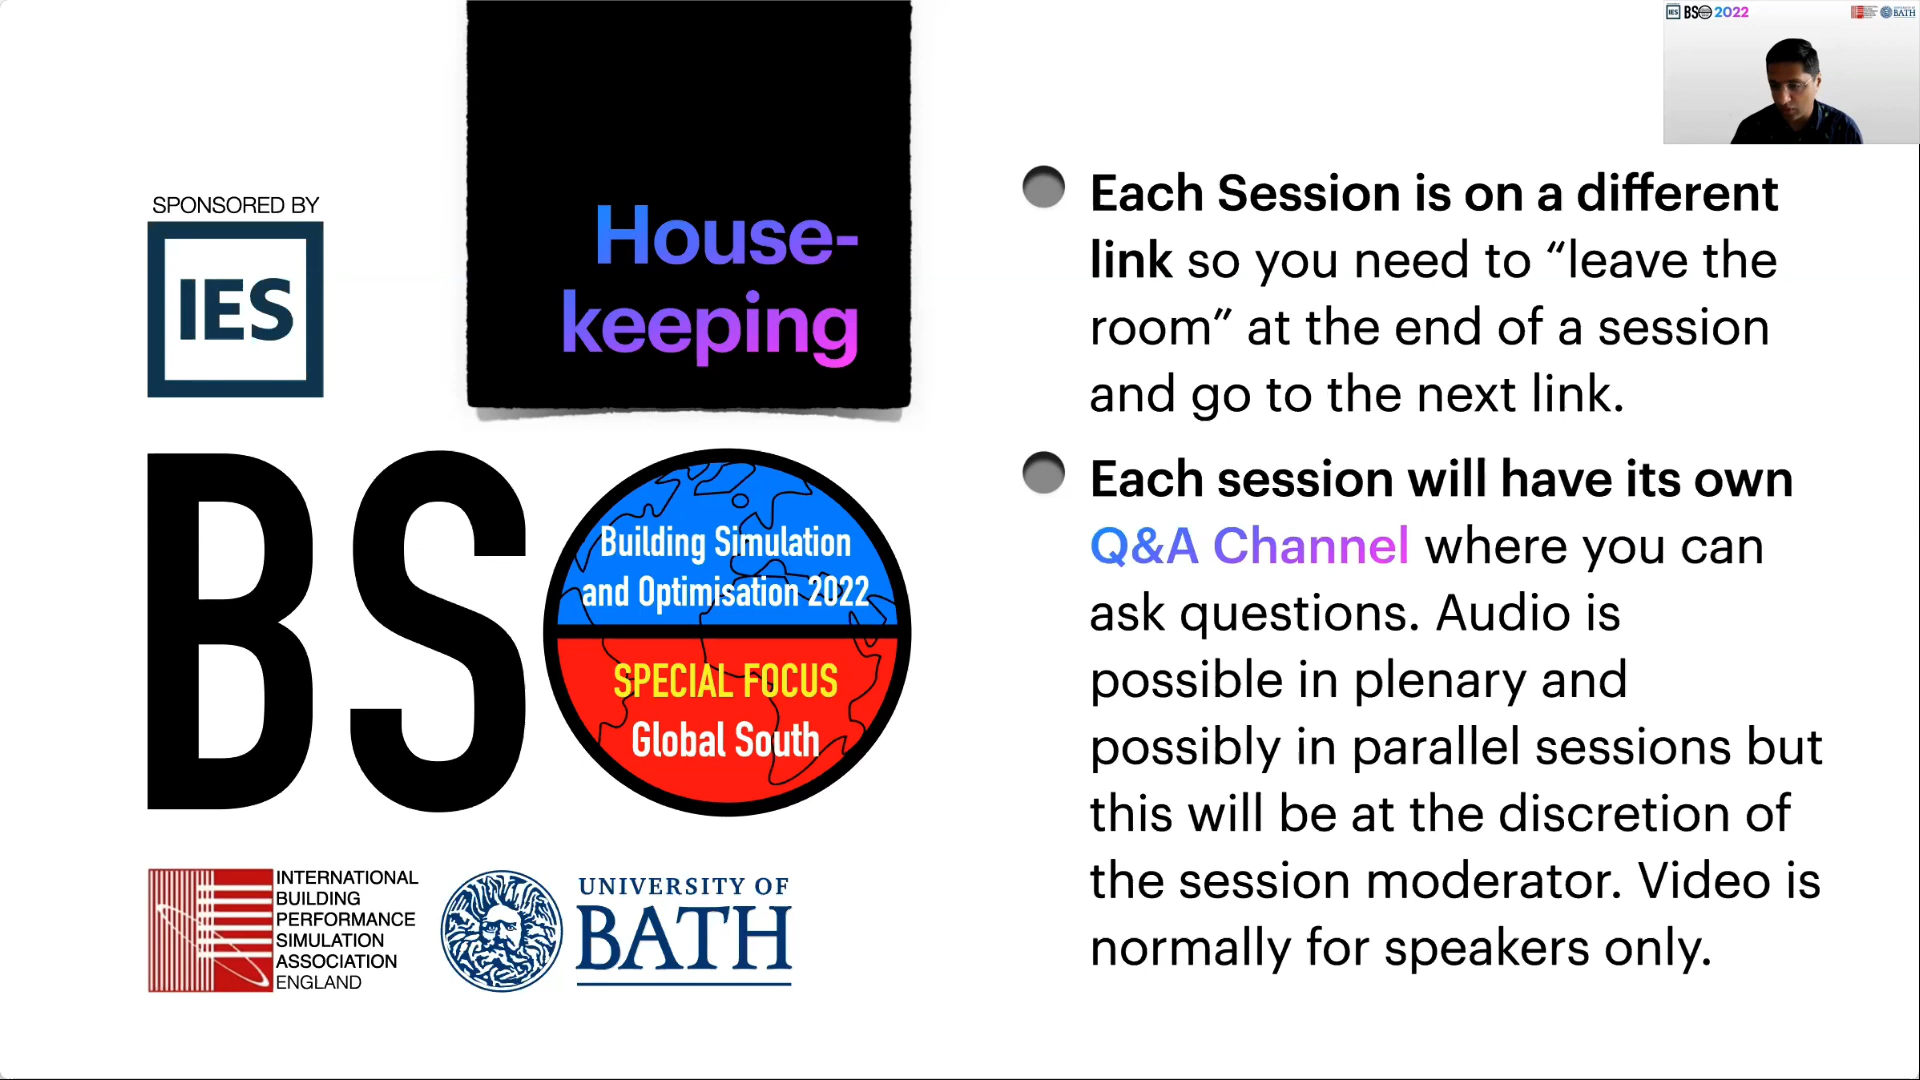 SPONSORED BY
IES
House-
keeping
BSO
Building Simulation
and Optimisation 2022
SPECIAL FOCUS
Global South
INTERNATIONAL
BUILDING
PERFORMANCE
SIMULATION
ASSOCIATION
ENGLAND
UNIVERSITY OF
BATH
Each Session is on a different
link so you need to “leave the
room” at the end of a session
and go to the next link.
Each session will have its own
Q&A Channel where you can
ask questions. Audio is
possible in plenary and
possibly in parallel sessions but
this will be at the discretion of
the session moderator. Video is
normally for speakers only.
IES BSO 2022
BATH